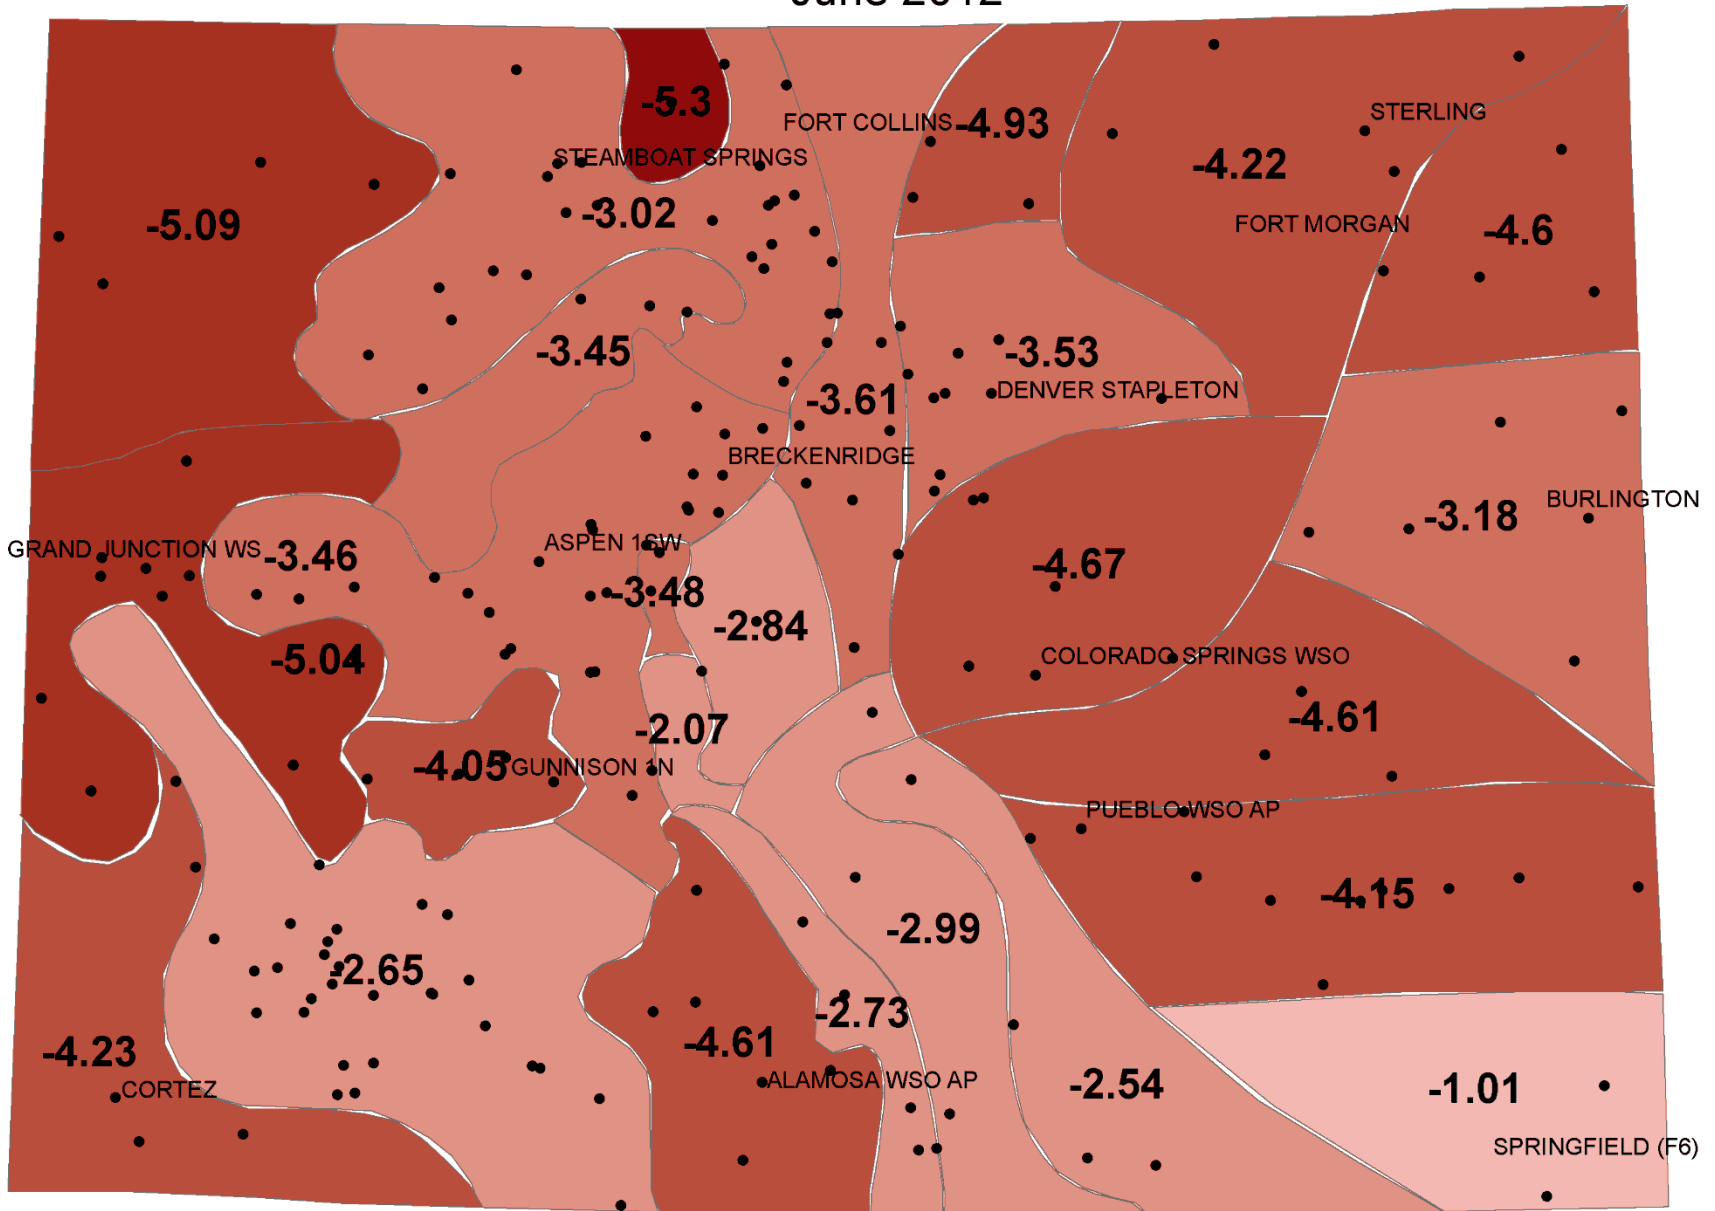 June 2012
-5.3
FORT COLLINS
-4.93
STERLING
STEAMBOAT SPRINGS
-4.22
-5.09
-3.02
FORT MORGAN
-4.6
-3.45
-3.53
DENVER STAPLETON
-3.61
BRECKENRIDGE
BURLINGTON
-3.18
GRAND JUNCTION WS
-3.46
ASPEN 1SW
-4.67
-3.48
-2.84
-5.04
COLORADO SPRINGS WSO
-4.61
-2.07
-4.05
GUNNISON 1N
PUEBLO WSO AP
-4.15
-2.99
-2.65
-2.73
-4.61
-4.23
ALAMOSA WSO AP
CORTEZ
-2.54
-1.01
SPRINGFIELD (F6)